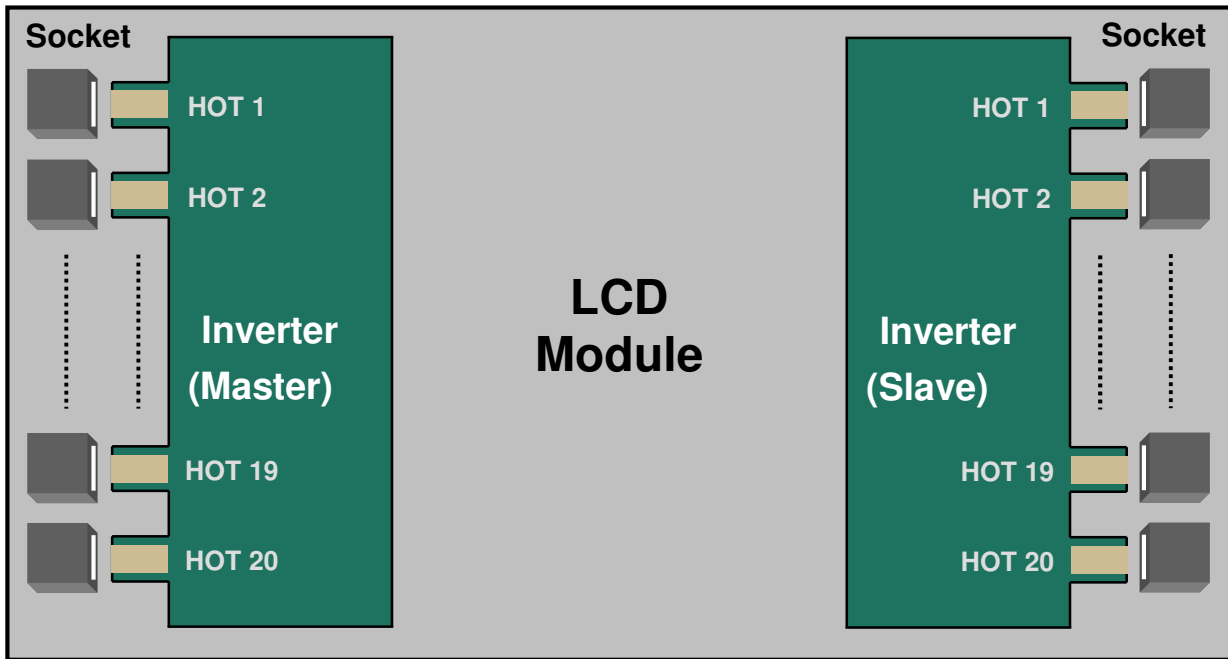 Socket
Socket
HOT 1
HOT 1
HOT 2
HOT 2
LCD
Module
Inverter
(Master)
Inverter
(Slave)
HOT 19
HOT 19
HOT 20
HOT 20